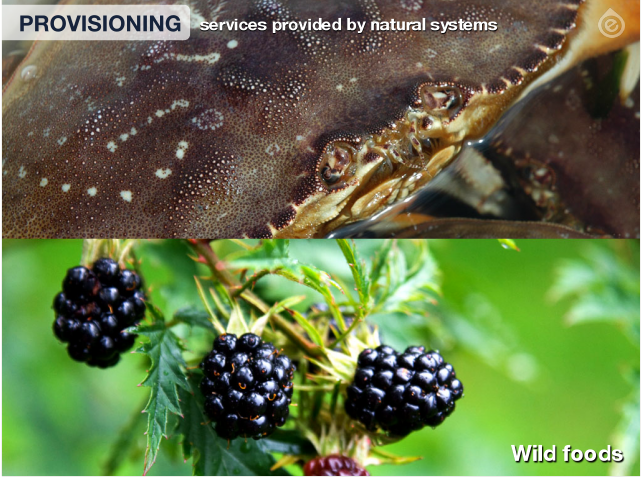 PROVISIONING services provided by natural systems
Wild foods